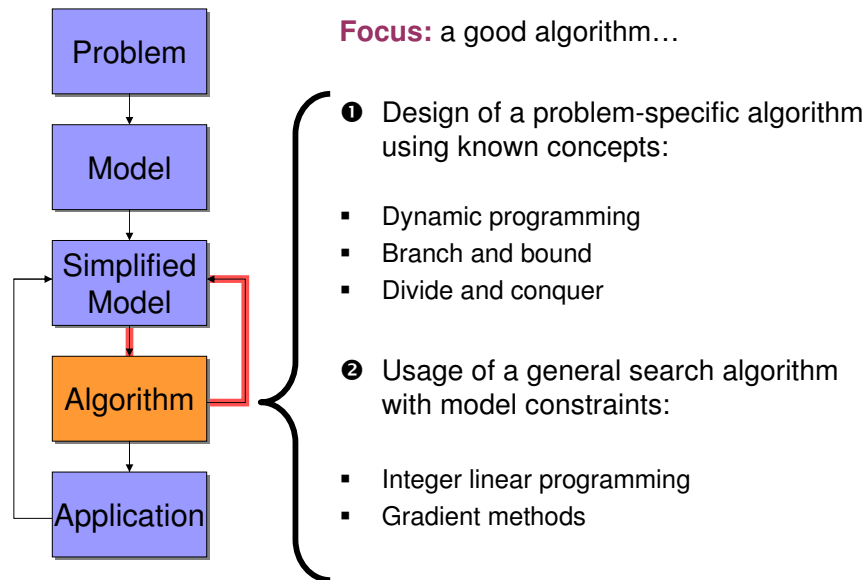 Problem
Model
Simplified
Model
Algorithm
Application
Focus: a good algorithm…
❶ Design of a problem-specific algorithm
using known concepts:
▪ Dynamic programming
▪ Branch and bound
▪ Divide and conquer
❷ Usage of a general search algorithm
with model constraints:
▪ Integer linear programming
▪ Gradient methods